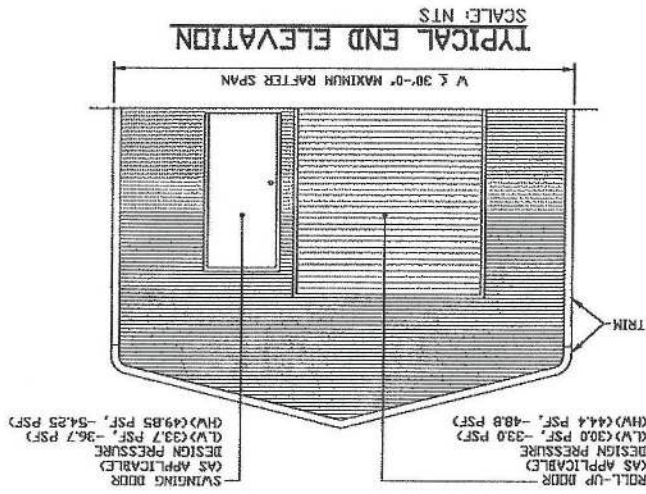 ROLL-UP DOOR
(AS APPLICABLE)
DESIGN PRESSURE
(LW)(30.0 PSF, -33.0 PSF)
(HW)(44.4 PSF, -48.8 PSF)
SWINGING DOOR
(AS APPLICABLE)
DESIGN PRESSURE
(LW)(33.7 PSF, -36.7 PSF)
(HW)(49.85 PSF, -54.25 PSF)
TRIM
W ≤ 30'-0" MAXIMUM RAFTER SPAN
TYPICAL END ELEVATION
SCALE: NTS